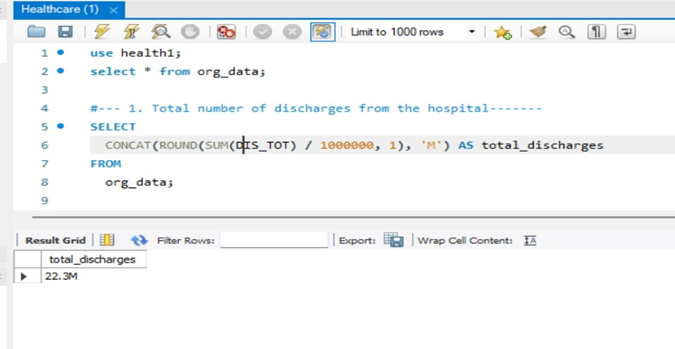 Healthcare (1)
Limit to 1000 rows
1 use health1;
2 select * from org_data;
3
4 #--- 1. Total number of discharges from the hospital-------
5 SELECT
6 CONCAT(ROUND(SUM(DIS_TOT) / 1000000, 1), 'M') AS total_discharges
7 FROM
8 org_data;
9
Result Grid Filter Rows: Export: Wrap Cell Content: IA
total_discharges
22.3M